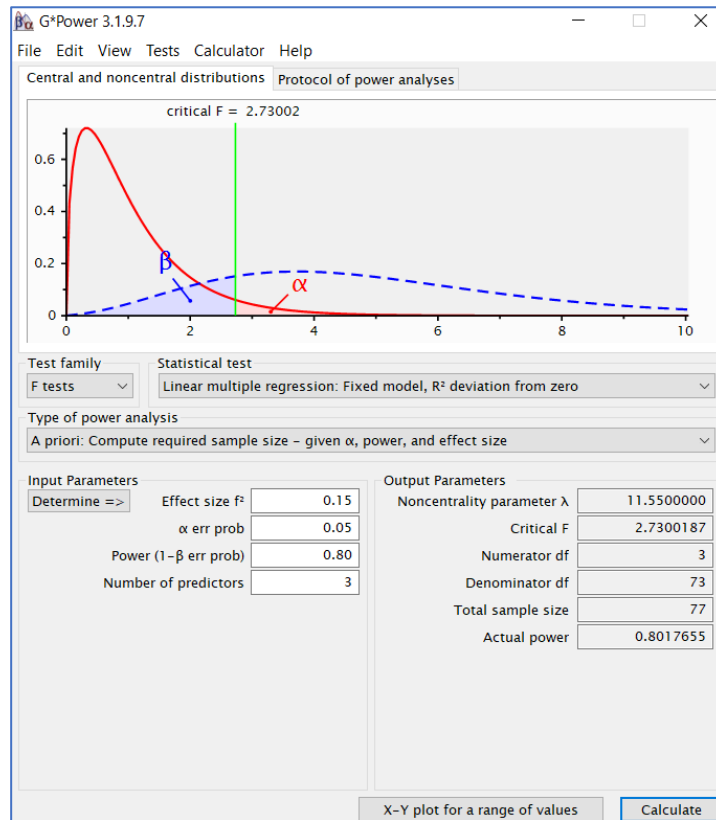 βα G*Power 3.1.9.7
File Edit View Tests Calculator Help
Central and noncentral distributions Protocol of power analyses
critical F = 2.73002
0.6
0.4
0.2
0
β
α
0 2 4 6 8 10
Test family Statistical test
F tests Linear multiple regression: Fixed model, R² deviation from zero
Type of power analysis
A priori: Compute required sample size – given α, power, and effect size
Input Parameters Output Parameters
Determine => Effect size f² 0.15 Noncentrality parameter λ 11.5500000
α err prob 0.05 Critical F 2.7300187
Power (1-β err prob) 0.80 Numerator df 3
Number of predictors 3 Denominator df 73
Total sample size 77
Actual power 0.8017655
X-Y plot for a range of values Calculate